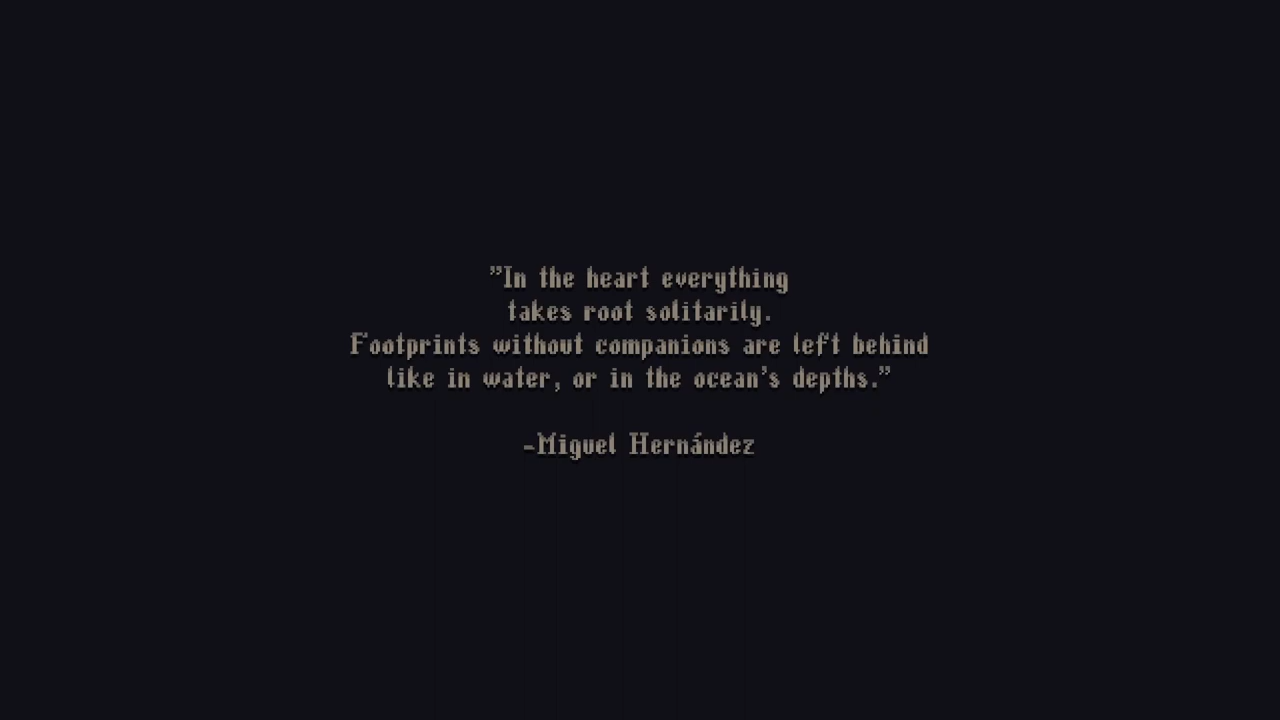 ”In the heart everything
takes root solitarily.
Footprints without companions are left behind
like in water, or in the ocean's depths.”
-Miguel Hernández